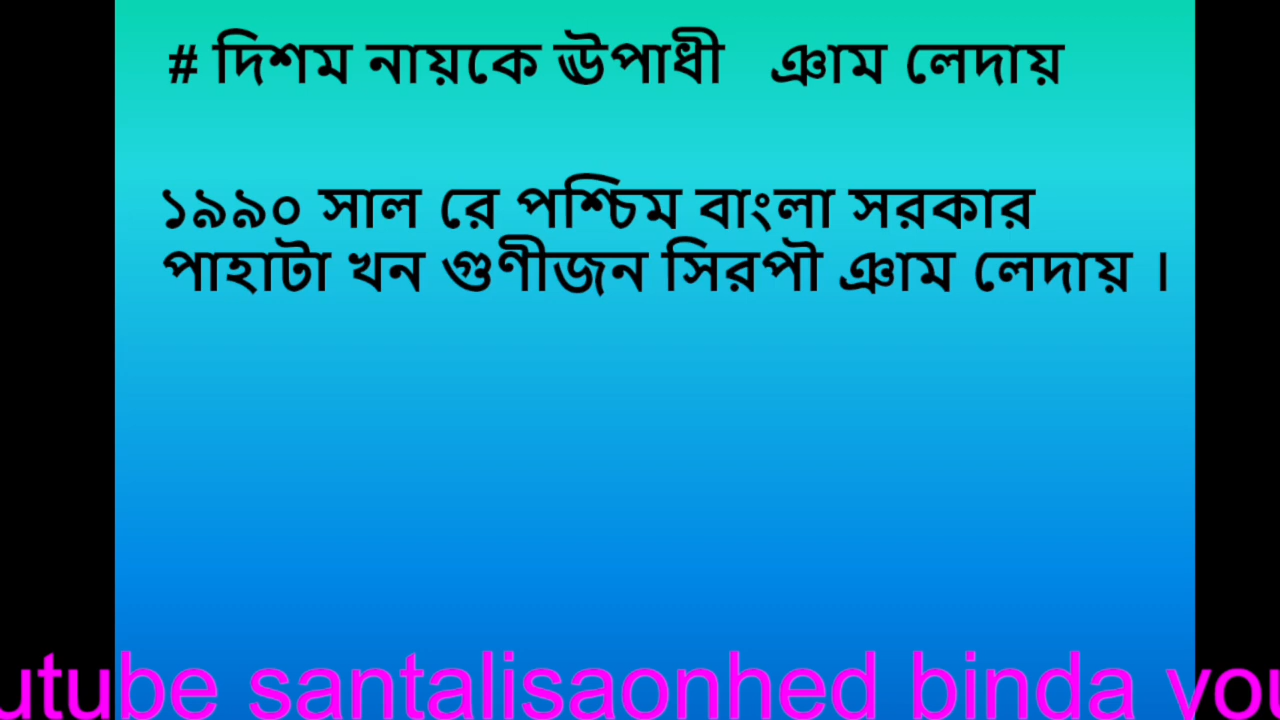 # দিশম নায়কে ঊপাধী ঞাম লেদায়
১৯৯০ সাল রে পশ্চিম বাংলা সরকার
পাহাটা খন গুণীজন সিরপৗ ঞাম লেদায় ।
utube santalisaonhed binda you